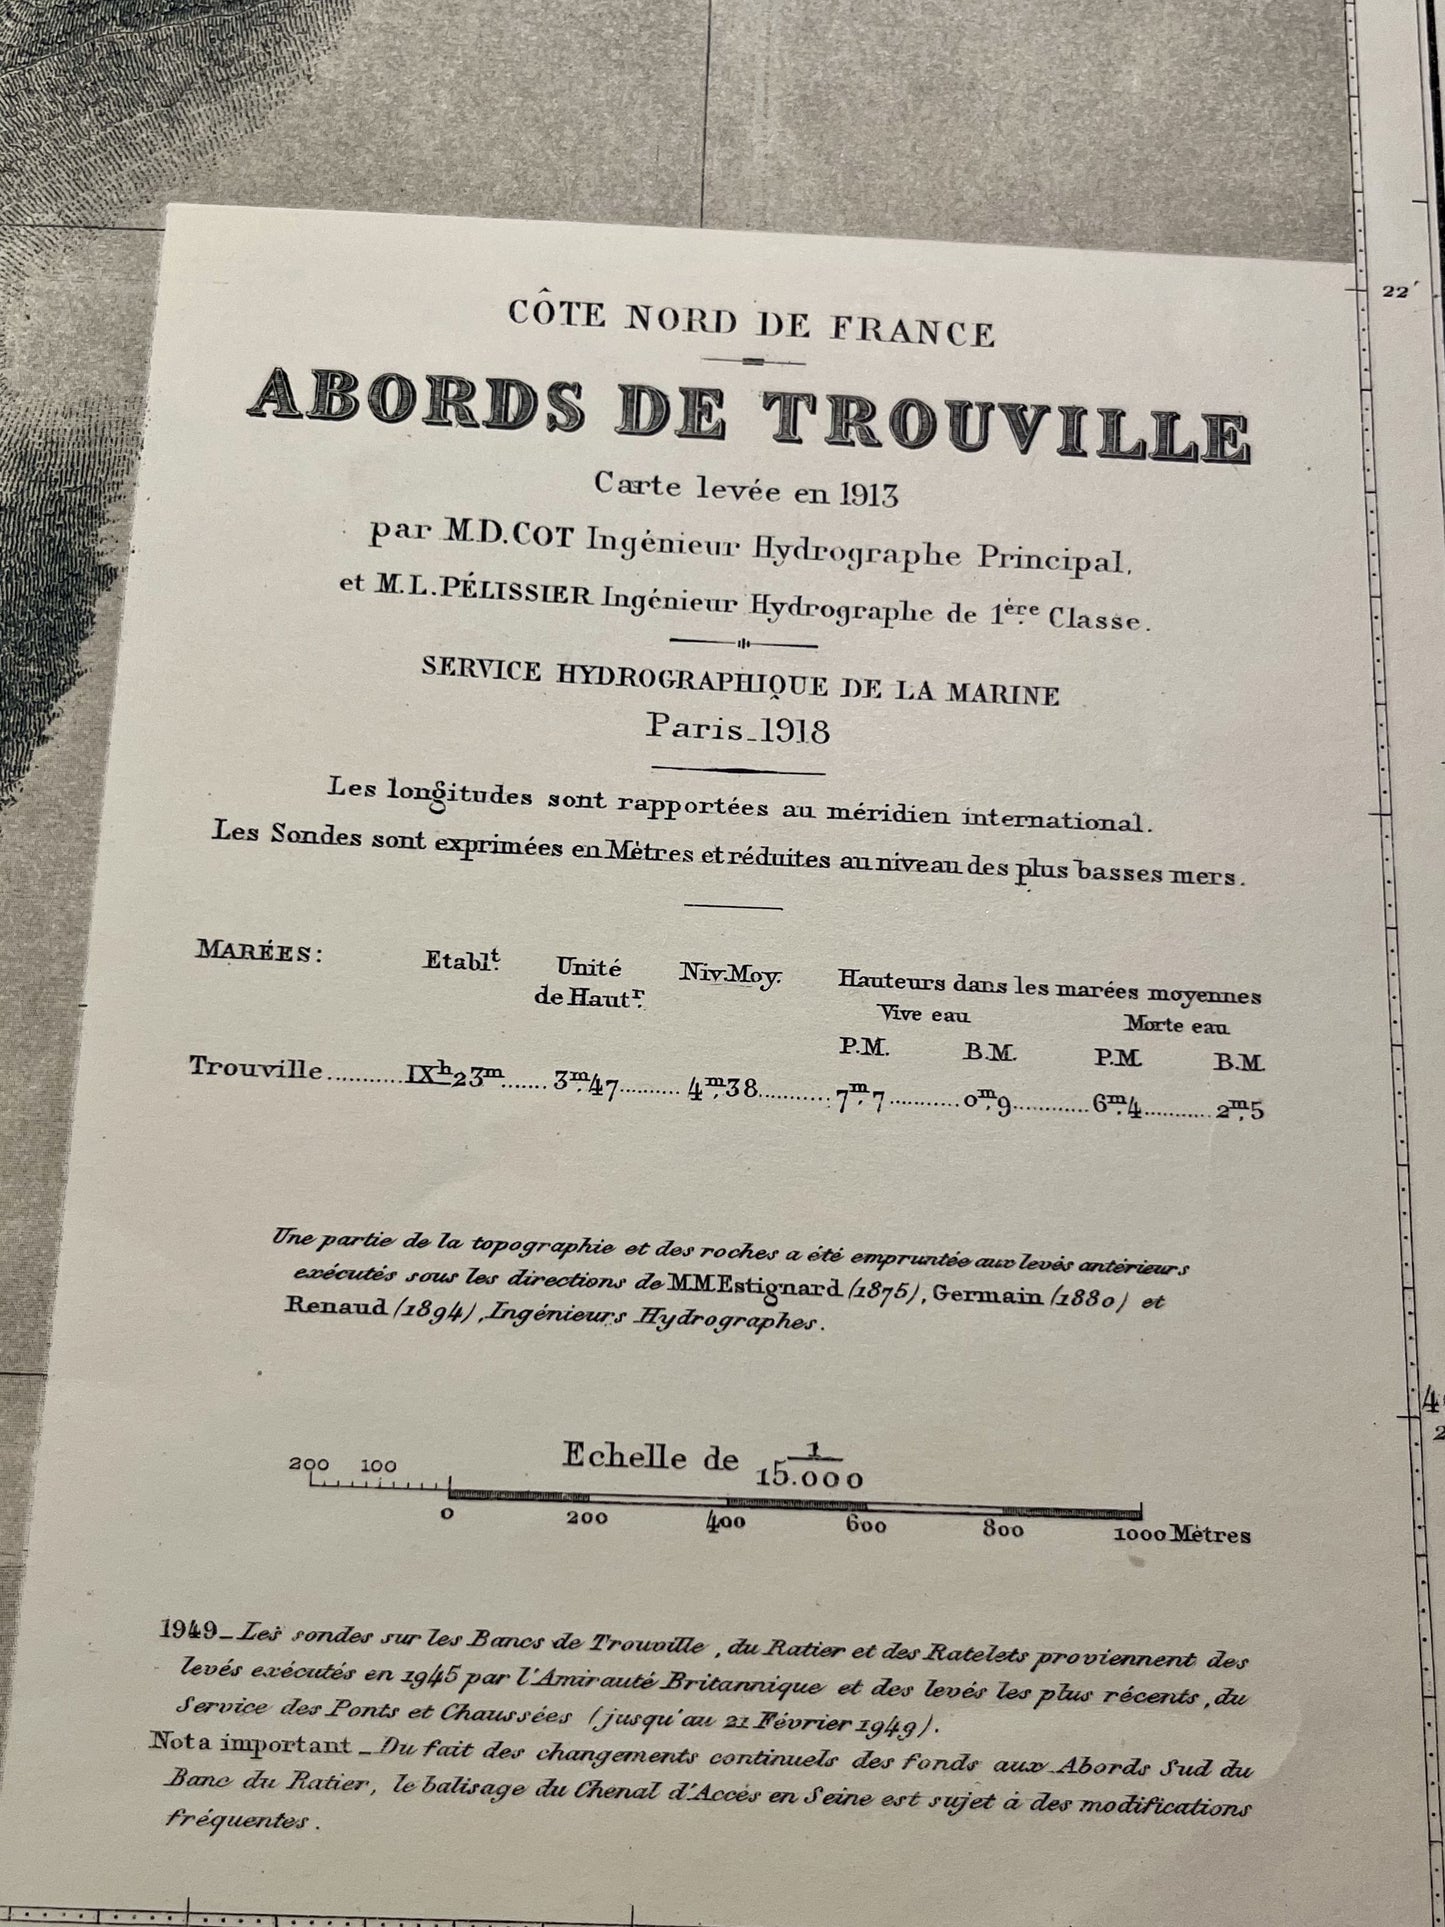 CÔTE NORD DE FRANCE
ABORDS DE TROUVILLE
Carte levée en 1913
par M.D.COT Ingénieur Hydrographe Principal,
et M.L.PÉLISSIER Ingénieur Hydrographe de 1ère Classe.
SERVICE HYDROGRAPHIQUE DE LA MARINE
Paris_1918
Les longitudes sont rapportées au méridien international.
Les Sondes sont exprimées en Mètres et réduites au niveau des plus basses mers.
MARÉES: Etablt. Unité de Hautr. Niv.Moy. Hauteurs dans les marées moyennes
Vive eau Morte eau
P.M. B.M. P.M. B.M.
Trouville...........IXh23m.......3m,47.........4m,38..........7m,7..........0m,9...........6m,4..........2m,5
Une partie de la topographie et des roches a été empruntée aux levés antérieurs
exécutés sous les directions de MM.Estignard (1875), Germain (1880) et
Renaud (1894), Ingénieurs Hydrographes.
Echelle de 1/15.000
200 100
0 200 400 600 800 1000 Mètres
1949_Les sondes sur les Bancs de Trouville, du Ratier et des Ratelets proviennent des
levés exécutés en 1945 par l'Amirauté Britannique et des levés les plus récents, du
Service des Ponts et Chaussées (jusqu'au 21 Février 1949).
Nota important _Du fait des changements continuels des fonds aux Abords Sud du
Banc du Ratier, le balisage du Chenal d'Accès en Seine est sujet à des modifications
fréquentes.
22'